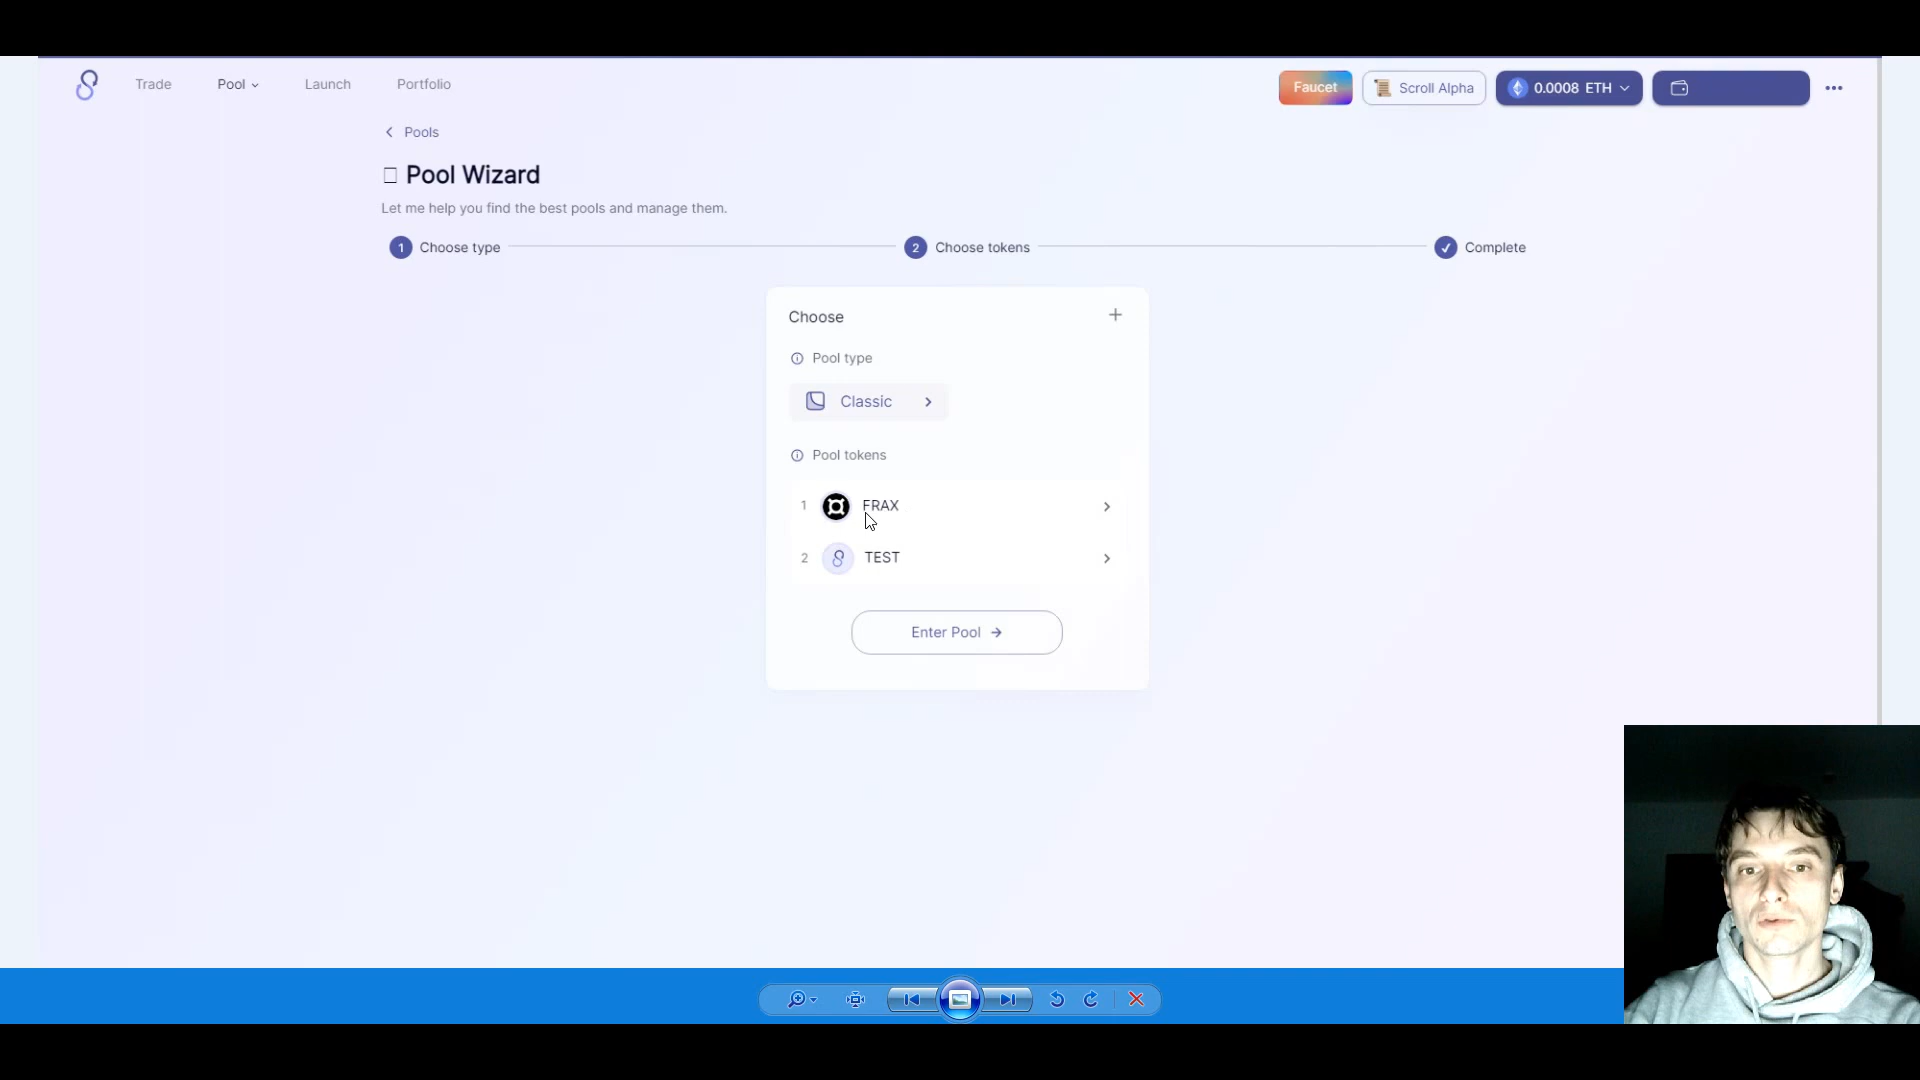 Trade
Pool
Launch
Portfolio
Faucet
Scroll Alpha
0.0008 ETH
Pools
Pool Wizard
Let me help you find the best pools and manage them.
1 Choose type
2 Choose tokens
Complete
Choose
Pool type
Classic
Pool tokens
1 FRAX
2 TEST
Enter Pool